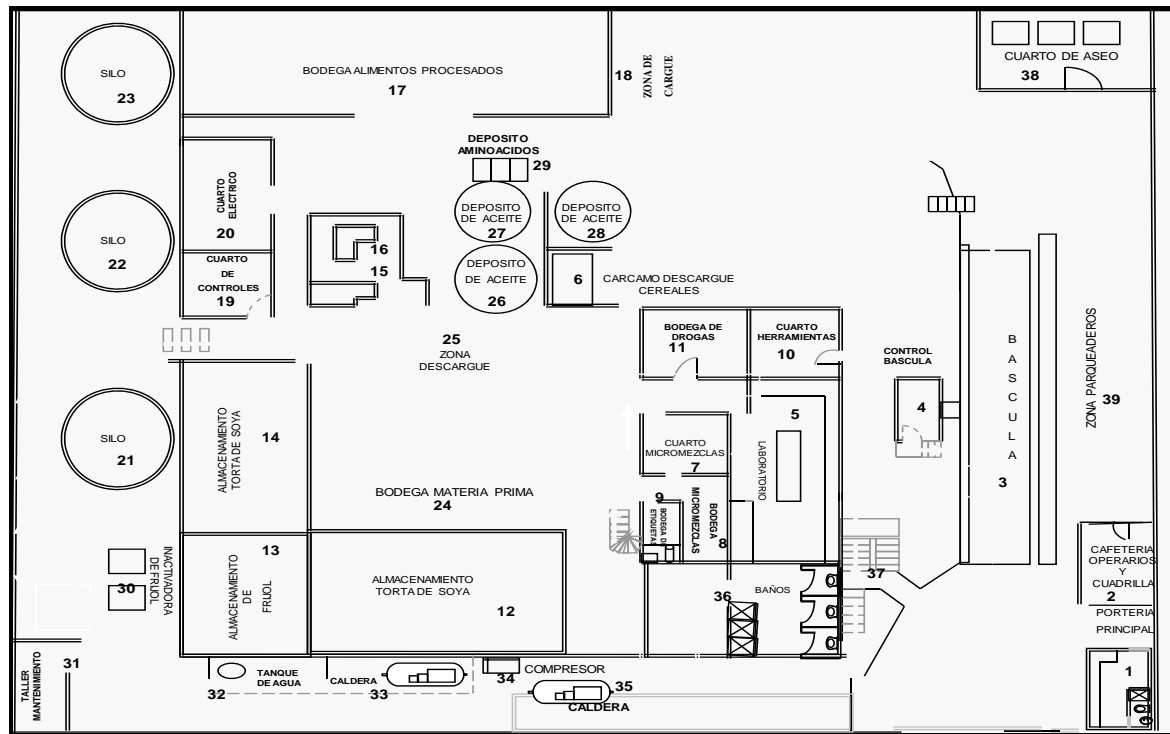 SILO
23
BODEGA ALIMENTOS PROCESADOS
17
18
ZONA DE
CARGUE
CUARTO DE ASEO
38
DEPOSITO
AMINOACIDOS
29
CUARTO
ELECTRICO
20
DEPOSITO
DE ACEITE
27
DEPOSITO
DE ACEITE
28
SILO
22
16
15
CUARTO
DE
CONTROLES
19
DEPOSITO
DE ACEITE
26
6
CARCAMO DESCARGUE
CEREALES
25
ZONA
DESCARGUE
BODEGA DE
DROGAS
11
CUARTO
HERRAMIENTAS
10
CONTROL
BASCULA
4
BASCULA
3
ZONA PARQUEADEROS
39
SILO
21
ALMACENAMIENTO
TORTA DE SOYA
14
5
LABORATORIO
CUARTO
MICROMEZCLAS
7
BODEGA MATERIA PRIMA
24
9
BODEGA DE
ETIQUETAS
BODEGA
MICROMEZCLAS
8
INACTIVADORA
DE FRIJOL
30
13
ALMACENAMIENTO
DE
FRIJOL
ALMACENAMIENTO
TORTA DE SOYA
12
36
BAÑOS
37
CAFETERIA
OPERARIOS
Y
CUADRILLA
2
PORTERIA
PRINCIPAL
1
TALLER
MANTENIMIENTO
31
32
TANQUE
DE AGUA
CALDERA
33
34
COMPRESOR
35
CALDERA